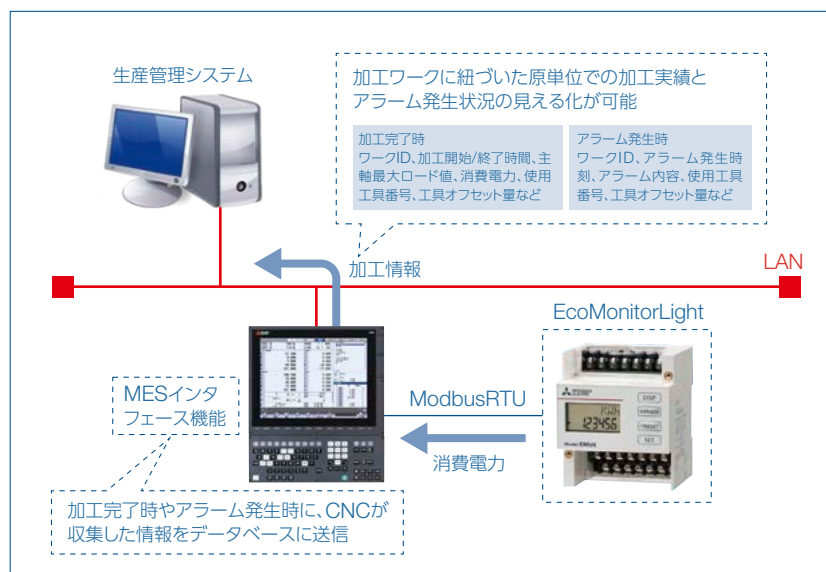 生産管理システム
加工ワークに紐づいた原単位での加工実績と
アラーム発生状況の見える化が可能
加工完了時
ワークID、加工開始/終了時間、主
軸最大ロード値、消費電力、使用
工具番号、工具オフセット量など
アラーム発生時
ワークID、アラーム発生時
刻、アラーム内容、使用工具
番号、工具オフセット量など
加工情報
LAN
EcoMonitorLight
MESインタ
フェース機能
ModbusRTU
消費電力
MITSUBISHI
ELECTRIC
DISP
+RESET
SET
123456
Model EMU4
加工完了時やアラーム発生時に、CNCが
収集した情報をデータベースに送信